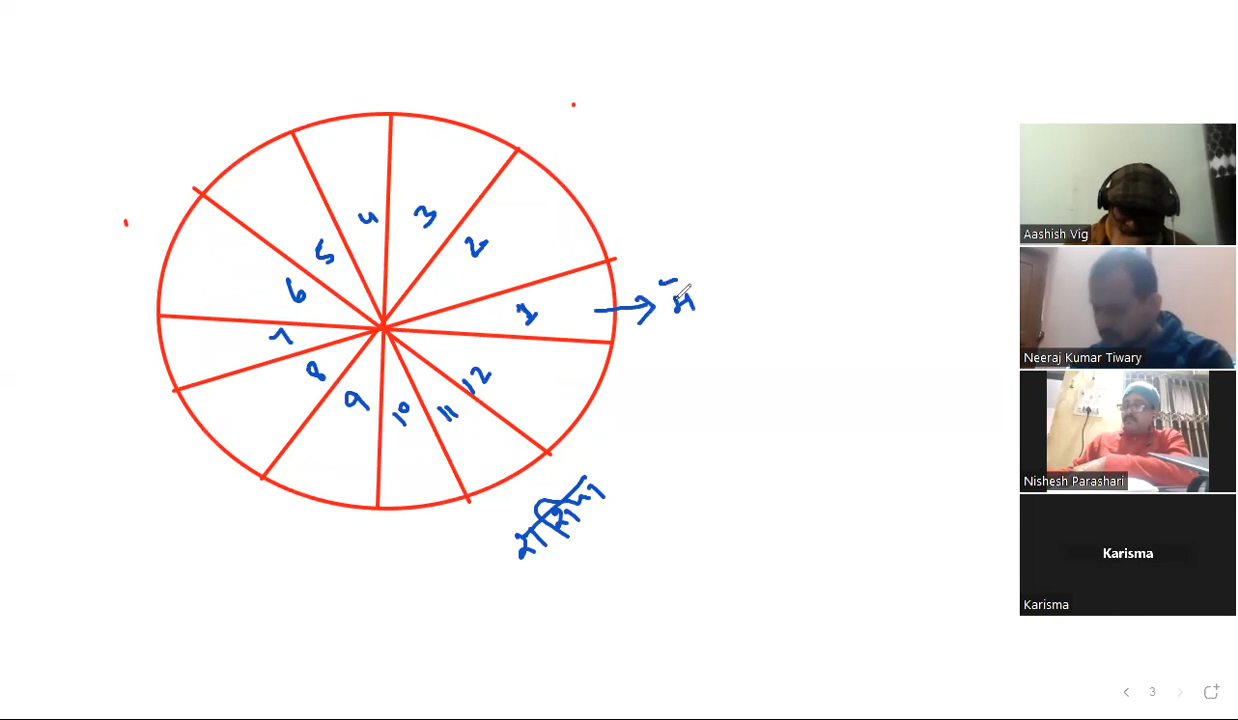 4
3
2
5
6
1
7
8
9
10
11
12
राशियां
Aashish Vig
Neeraj Kumar Tiwary
Nishesh Parashari
Karisma
Karisma
3